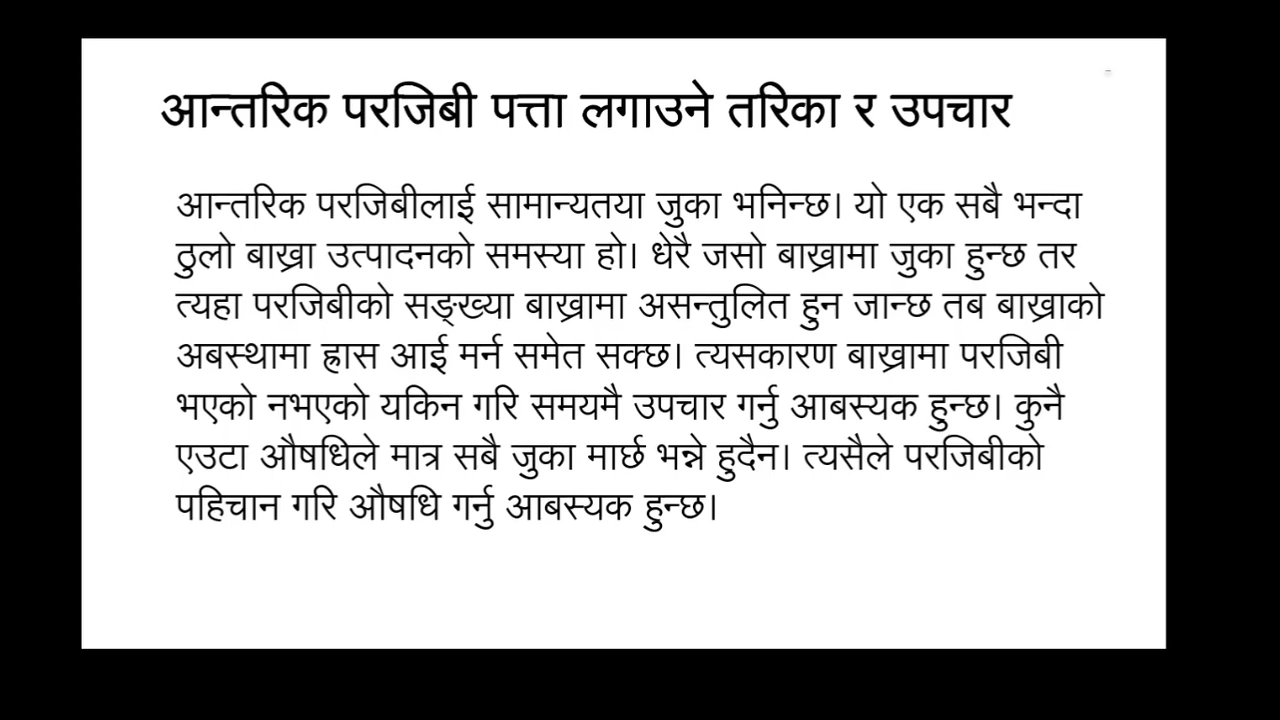 आन्तरिक परजिबी पत्ता लगाउने तरिका र उपचार
आन्तरिक परजिबीलाई सामान्यतया जुका भनिन्छ। यो एक सबै भन्दा
ठुलो बाख्रा उत्पादनको समस्या हो। धेरै जसो बाख्रामा जुका हुन्छ तर
त्यहा परजिबीको सङ्ख्या बाख्रामा असन्तुलित हुन जान्छ तब बाख्राको
अबस्थामा ह्रास आई मर्न समेत सक्छ। त्यसकारण बाख्रामा परजिबी
भएको नभएको यकिन गरि समयमै उपचार गर्नु आबस्यक हुन्छ। कुनै
एउटा औषधिले मात्र सबै जुका मार्छ भन्ने हुदैन। त्यसैले परजिबीको
पहिचान गरि औषधि गर्नु आबस्यक हुन्छ।